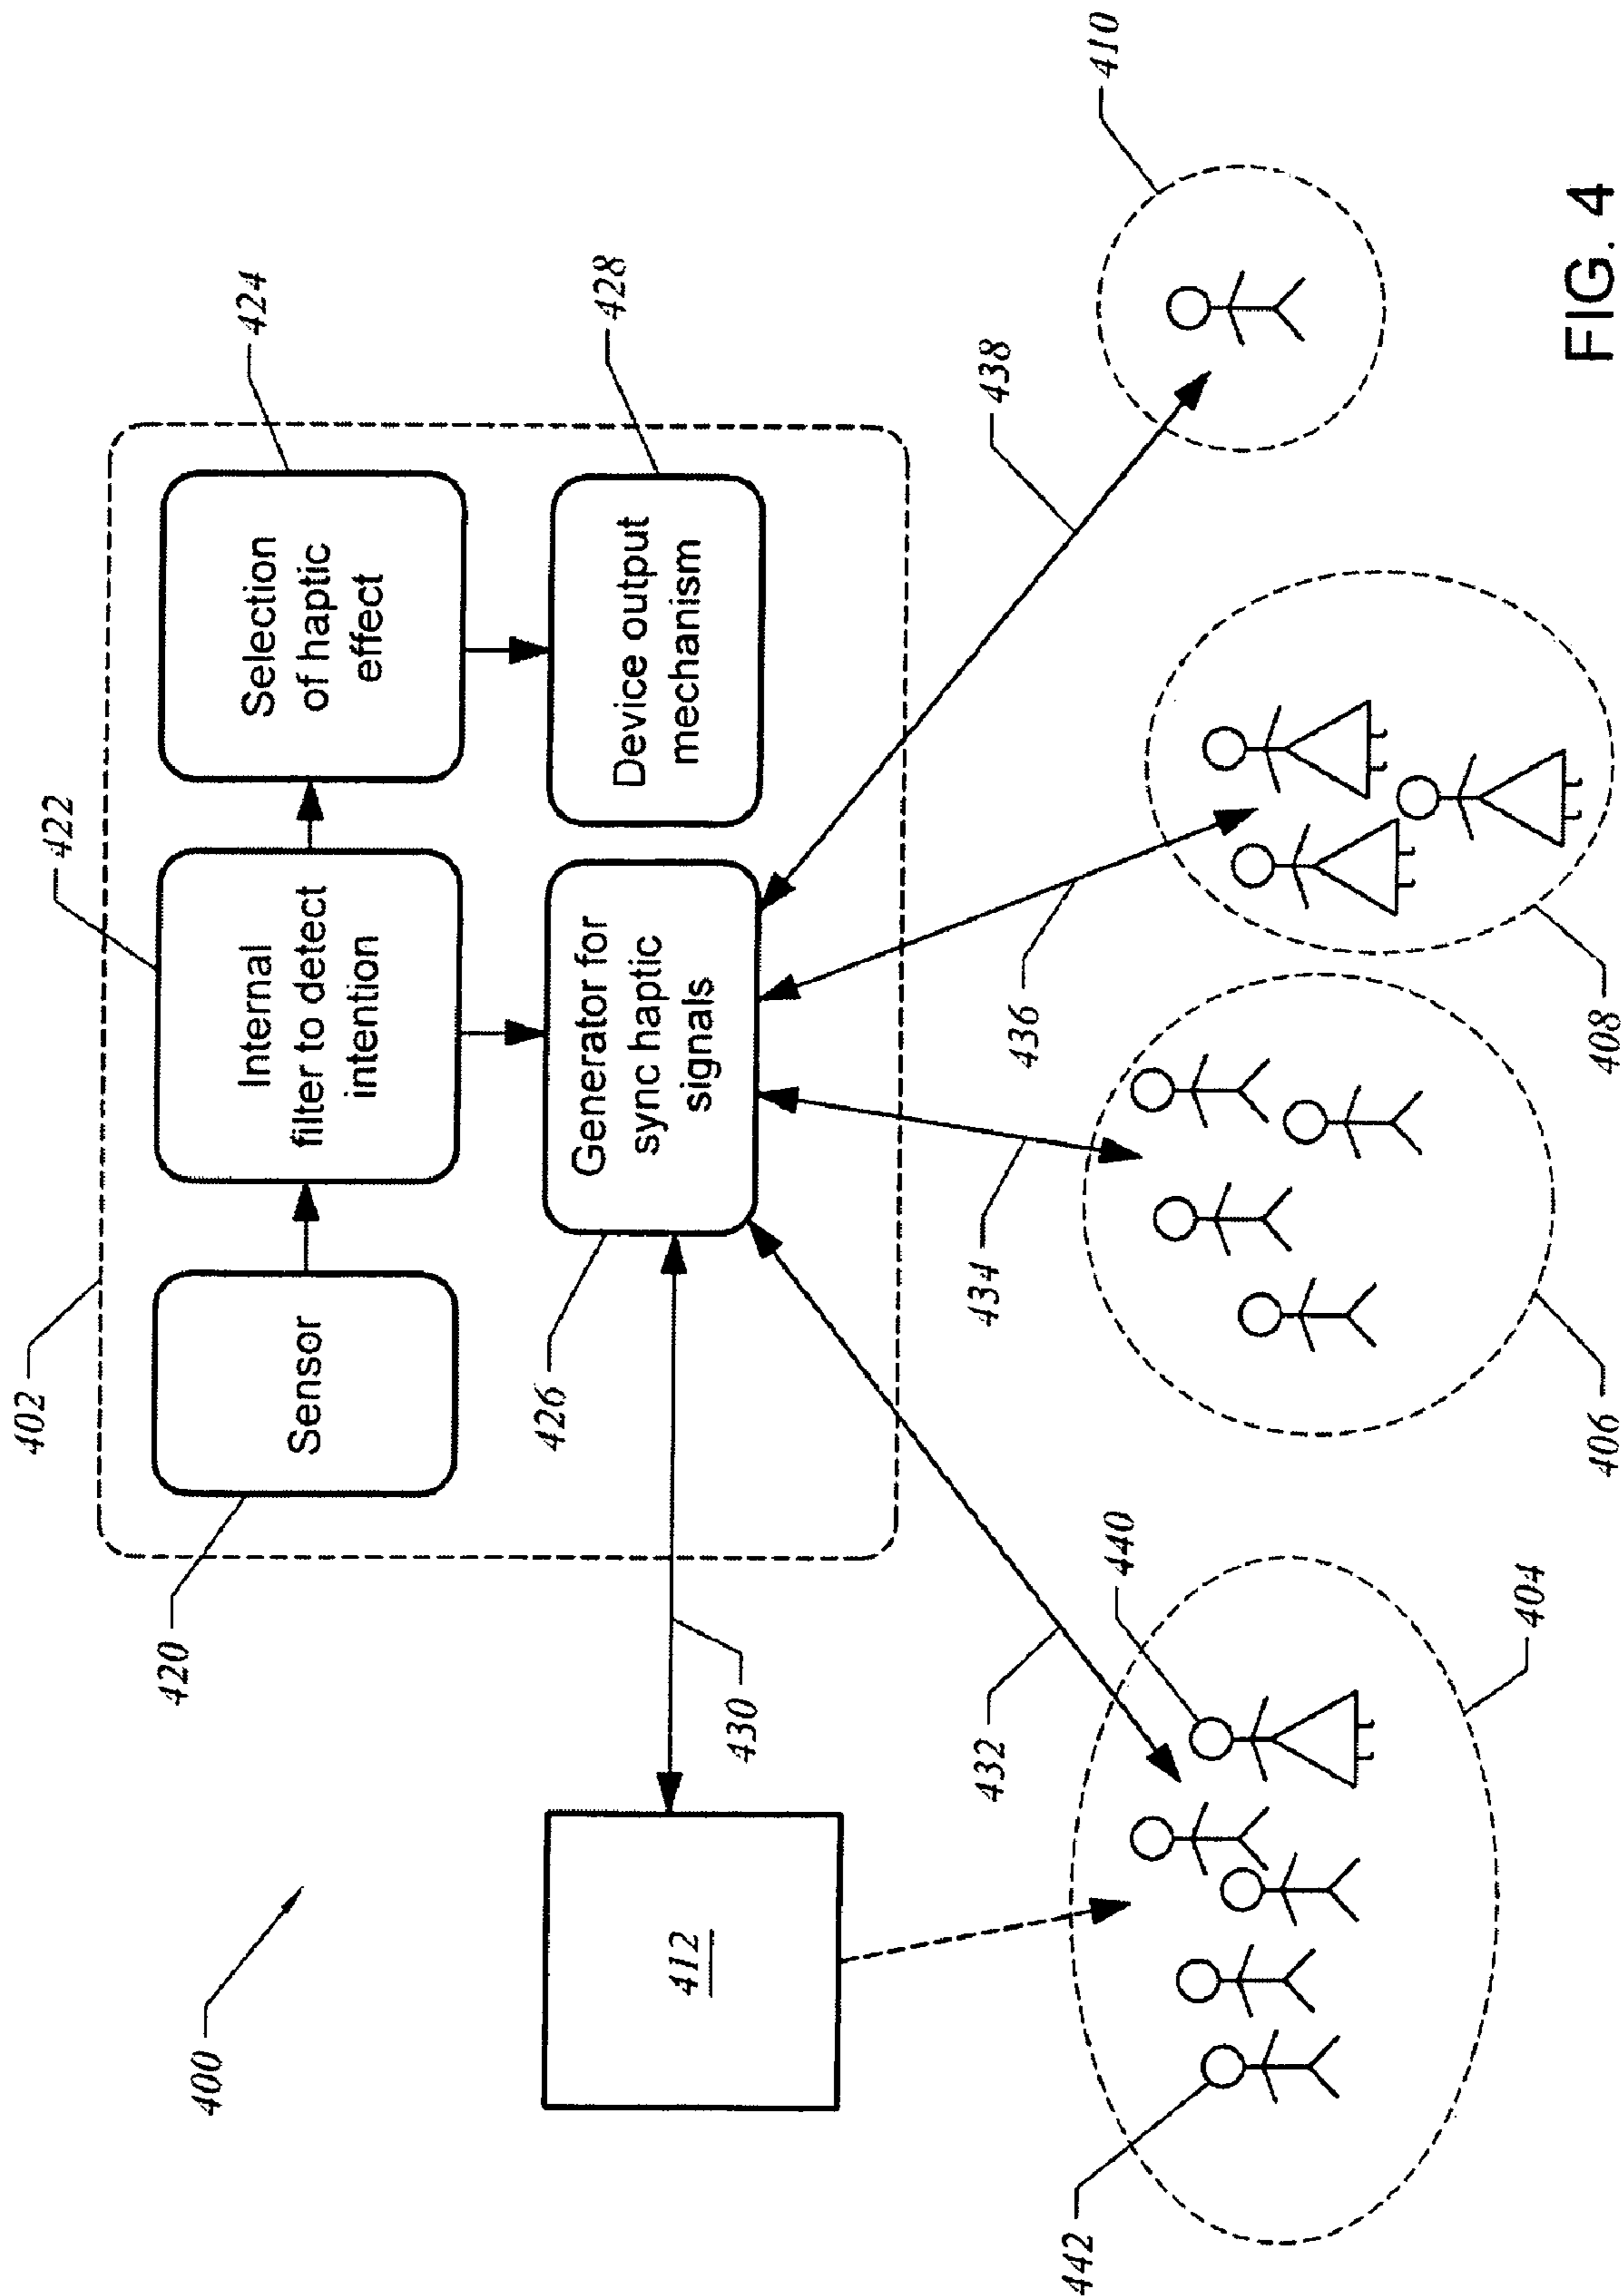 402
422
424
420
Sensor
Internal
filter to detect
intention
Selection
of haptic
effect
400
426
428
Generator for
sync haptic
signals
Device output
mechanism
412
430
432
434
436
438
410
442
440
404
406
408
FIG. 4